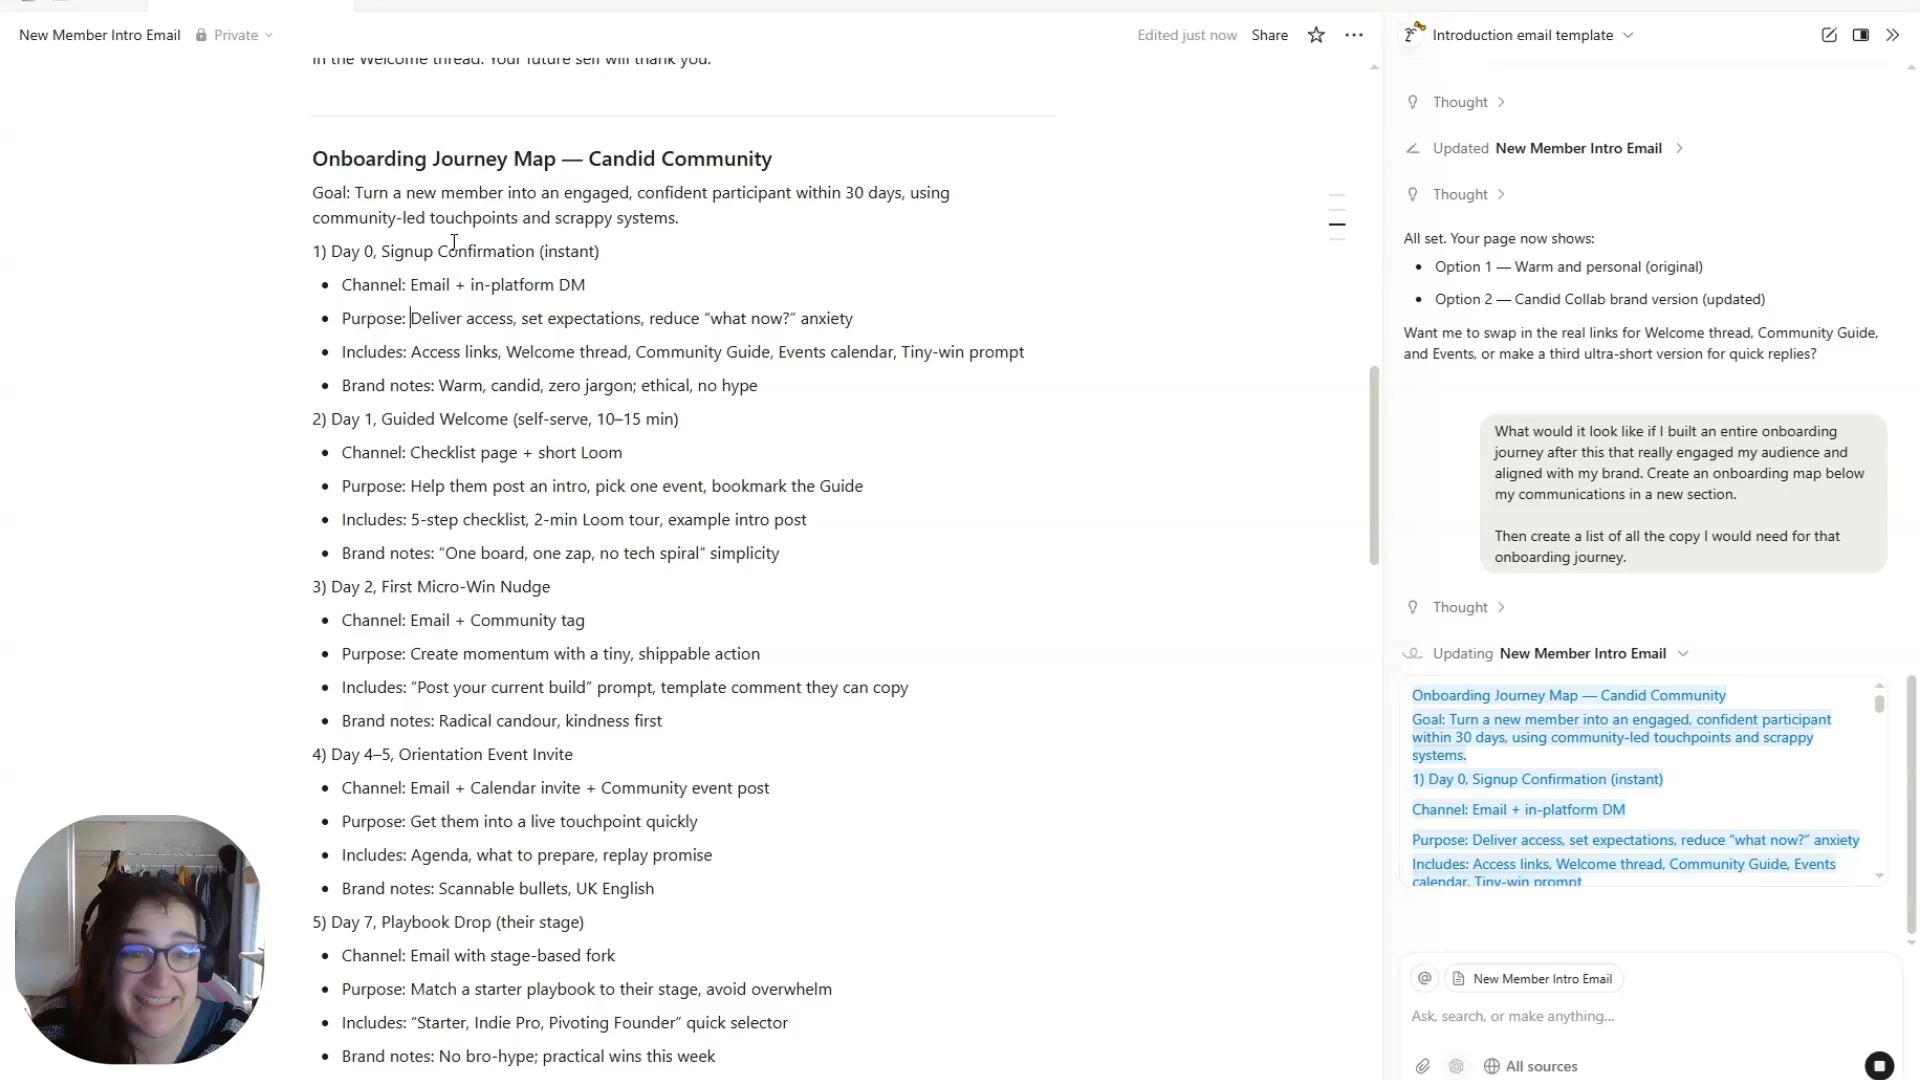 New Member Intro Email
Private
Edited just now
Share
in the Welcome thread. Your future self will thank you.
Onboarding Journey Map — Candid Community
Goal: Turn a new member into an engaged, confident participant within 30 days, using
community-led touchpoints and scrappy systems.
1) Day 0, Signup Confirmation (instant)
• Channel: Email + in-platform DM
• Purpose: Deliver access, set expectations, reduce “what now?” anxiety
• Includes: Access links, Welcome thread, Community Guide, Events calendar, Tiny-win prompt
• Brand notes: Warm, candid, zero jargon; ethical, no hype
2) Day 1, Guided Welcome (self-serve, 10–15 min)
• Channel: Checklist page + short Loom
• Purpose: Help them post an intro, pick one event, bookmark the Guide
• Includes: 5-step checklist, 2-min Loom tour, example intro post
• Brand notes: “One board, one zap, no tech spiral” simplicity
3) Day 2, First Micro-Win Nudge
• Channel: Email + Community tag
• Purpose: Create momentum with a tiny, shippable action
• Includes: “Post your current build” prompt, template comment they can copy
• Brand notes: Radical candour, kindness first
4) Day 4–5, Orientation Event Invite
• Channel: Email + Calendar invite + Community event post
• Purpose: Get them into a live touchpoint quickly
• Includes: Agenda, what to prepare, replay promise
• Brand notes: Scannable bullets, UK English
5) Day 7, Playbook Drop (their stage)
• Channel: Email with stage-based fork
• Purpose: Match a starter playbook to their stage, avoid overwhelm
• Includes: “Starter, Indie Pro, Pivoting Founder” quick selector
• Brand notes: No bro-hype; practical wins this week
Introduction email template
Thought
Updated New Member Intro Email
Thought
All set. Your page now shows:
• Option 1 — Warm and personal (original)
• Option 2 — Candid Collab brand version (updated)
Want me to swap in the real links for Welcome thread, Community Guide,
and Events, or make a third ultra-short version for quick replies?
What would it look like if I built an entire onboarding
journey after this that really engaged my audience and
aligned with my brand. Create an onboarding map below
my communications in a new section.
Then create a list of all the copy I would need for that
onboarding journey.
Thought
Updating New Member Intro Email
Onboarding Journey Map — Candid Community
Goal: Turn a new member into an engaged, confident participant
within 30 days, using community-led touchpoints and scrappy
systems.
1) Day 0, Signup Confirmation (instant)
Channel: Email + in-platform DM
Purpose: Deliver access, set expectations, reduce “what now?” anxiety
Includes: Access links, Welcome thread, Community Guide, Events
calendar, Tiny-win prompt
@
New Member Intro Email
Ask, search, or make anything...
All sources